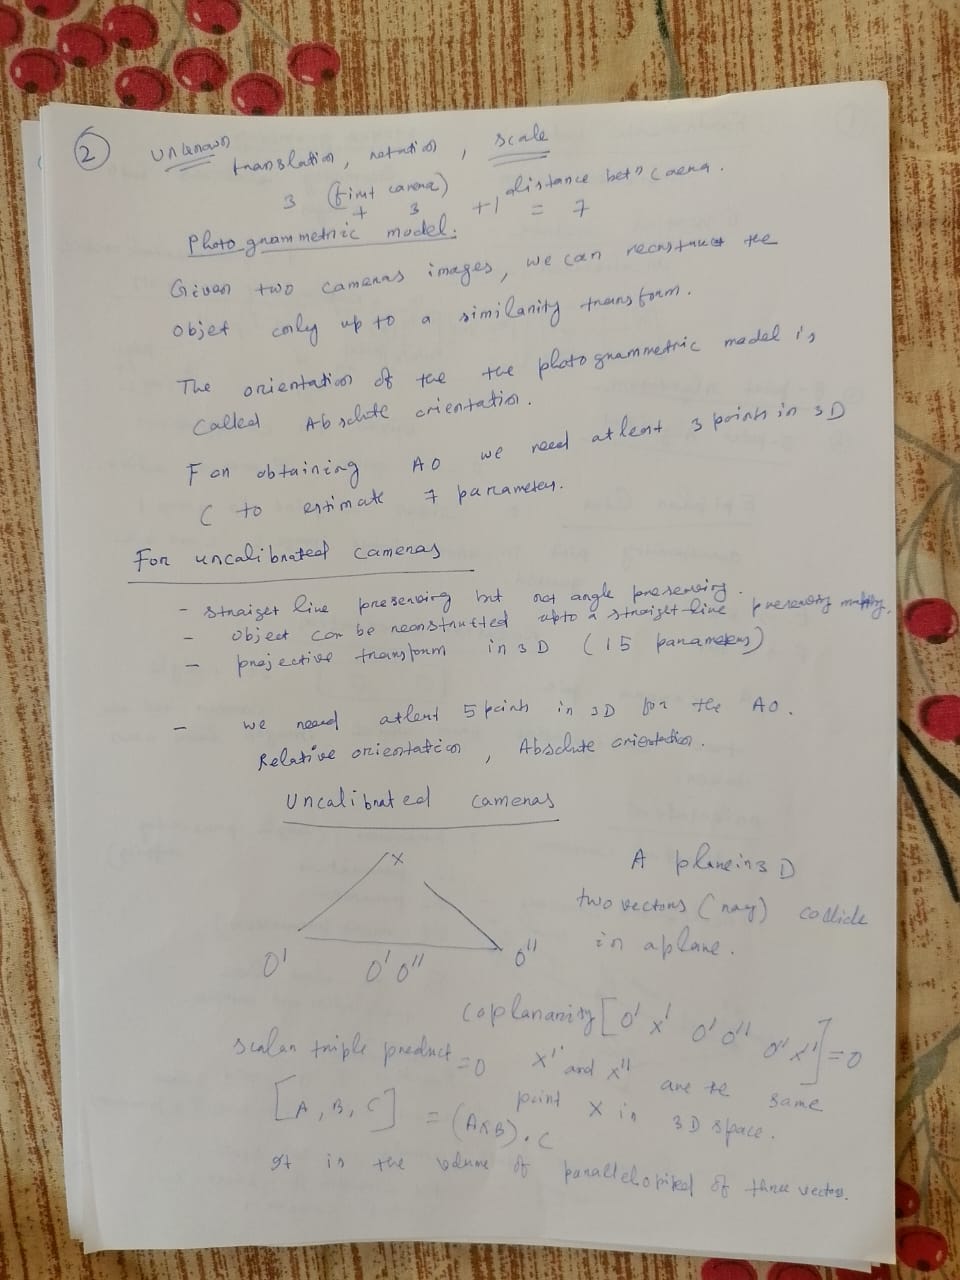 2
unknown
translation, rotation, scale
3 (first camera) + 3 +1 distance betn camera. = 7
Photogrammetric model.
Given two cameras images, we can reconstruct the
object only up to a similarity transform.
The orientation of the the photogrammetric model is
called Absolute orientation.
For obtaining AO we need atleast 3 points in 3D
( to estimate 7 parameters.
For uncalibrated cameras
- straight line preserving but not angle preserving.
- object can be reconstructed upto a straight-line preserving mapping.
- projective transform in 3D (15 parameters)
- we need atleast 5 points in 3D for the AO.
Relative orientation, Absolute orientation.
Uncalibrated cameras
X
O' O'O'' O''
A plane in 3D
two vectors (ray) collide
in a plane.
coplanarity [O'X' O'O'' O''X''] = 0
scalar triple product = 0
X' and X'' are the same
point X in 3D space.
[A, B, C] = (A×B).C
It is the volume of parallelopiped of three vectors.